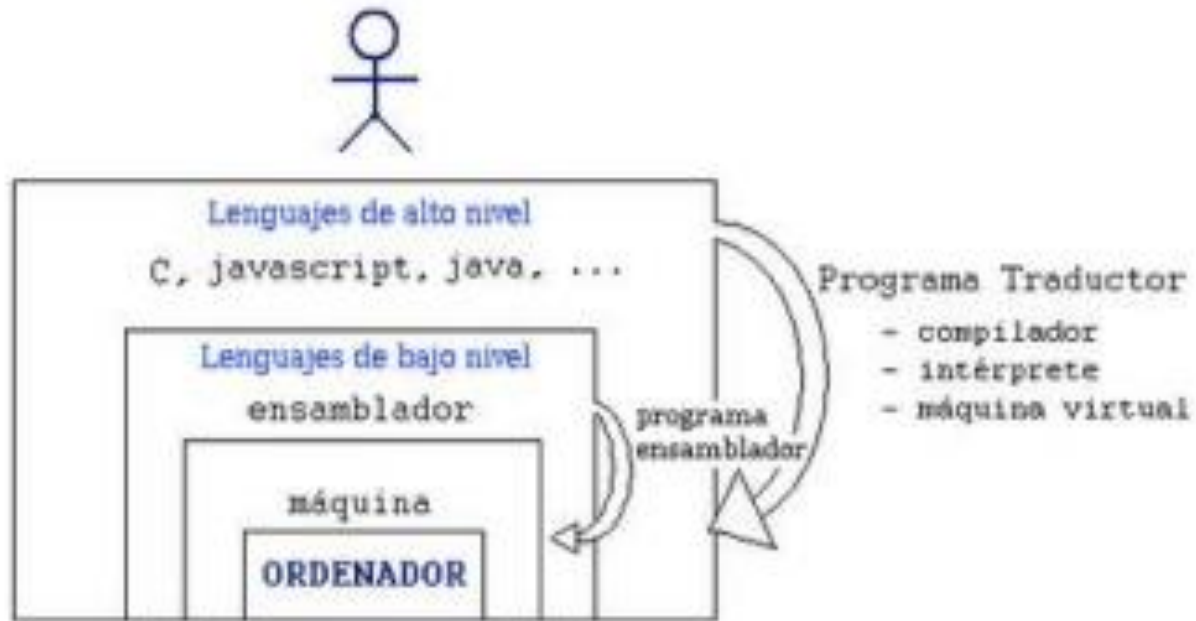 Lenguajes de alto nivel
C, javascript, java, ...
Programa Traductor
- compilador
- intérprete
- máquina virtual
Lenguajes de bajo nivel
ensamblador
programa
ensamblador
máquina
ORDENADOR